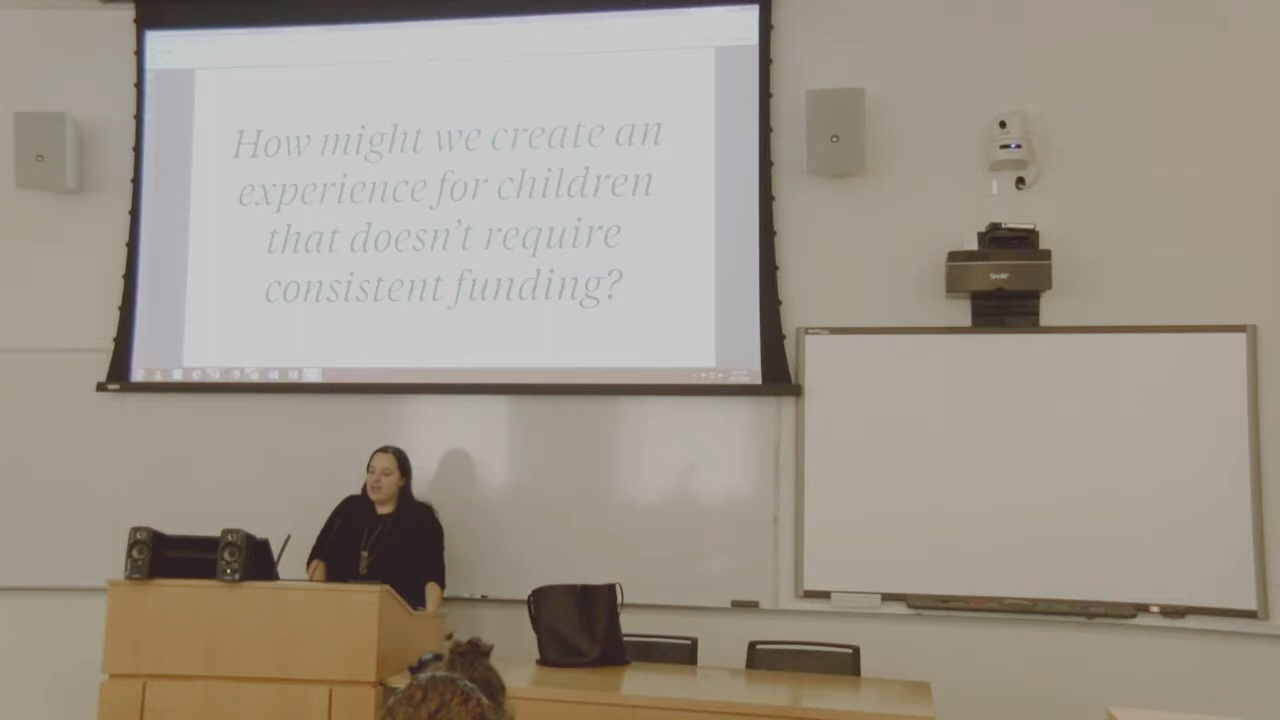 How might we create an
experience for children
that doesn't require
consistent funding?